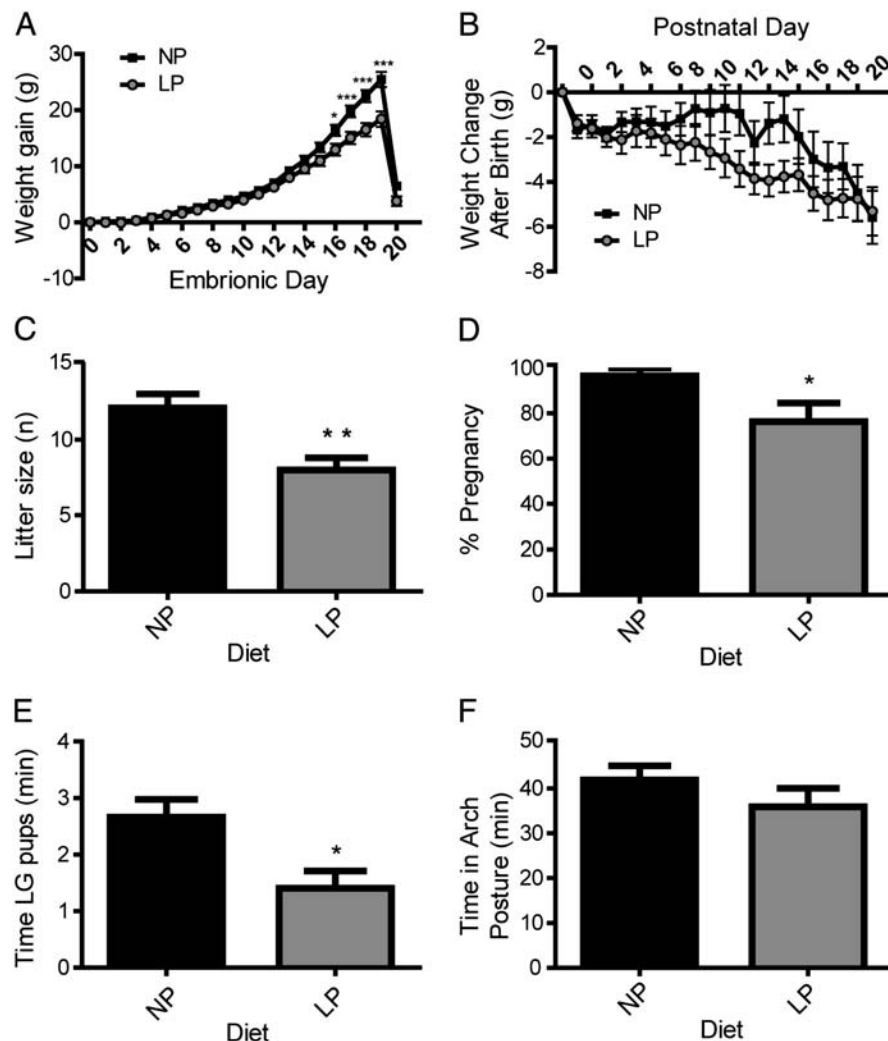 A
Weight gain (g)
30
20
10
0
-10
NP
LP
*
***
***
***
0 2 4 6 8 10 12 14 16 18 20
Embrionic Day
B
Postnatal Day
0 2 4 6 8 10 12 14 16 18 20
Weight Change
After Birth (g)
2
0
-2
-4
-6
-8
NP
LP
C
Litter size (n)
15
10
5
0
* *
NP
LP
Diet
D
% Pregnancy
100
80
60
40
20
0
*
NP
LP
Diet
E
Time LG pups (min)
4
3
2
1
0
*
NP
LP
Diet
F
Time in Arch
Posture (min)
50
40
30
20
10
0
NP
LP
Diet